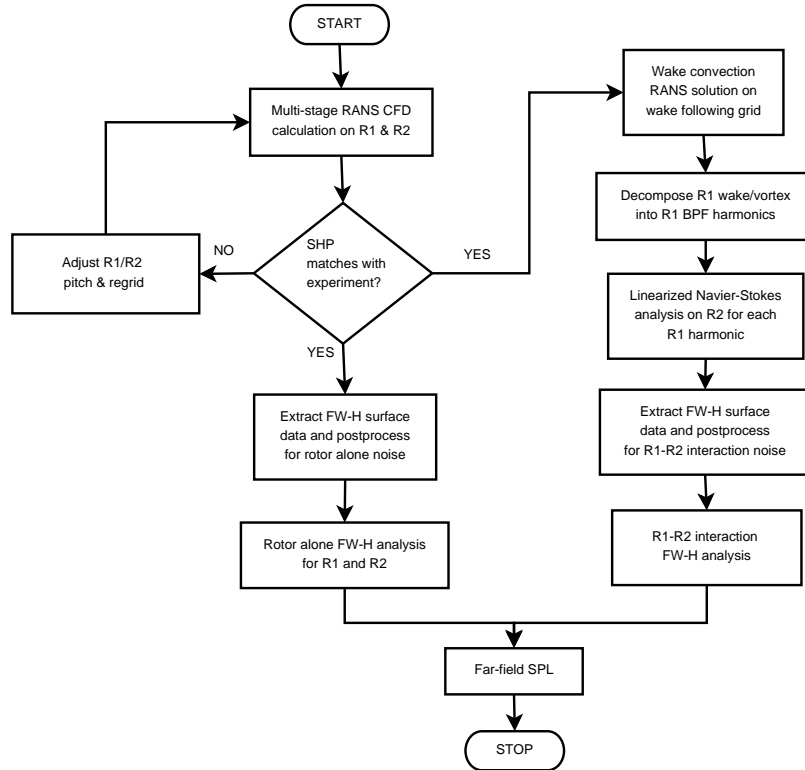 START
Multi-stage RANS CFD
calculation on R1 & R2
SHP
matches with
experiment?
NO
Adjust R1/R2
pitch & regrid
YES
YES
Extract FW-H surface
data and postprocess
for rotor alone noise
Rotor alone FW-H analysis
for R1 and R2
Wake convection
RANS solution on
wake following grid
Decompose R1 wake/vortex
into R1 BPF harmonics
Linearized Navier-Stokes
analysis on R2 for each
R1 harmonic
Extract FW-H surface
data and postprocess
for R1-R2 interaction noise
R1-R2 interaction
FW-H analysis
Far-field SPL
STOP